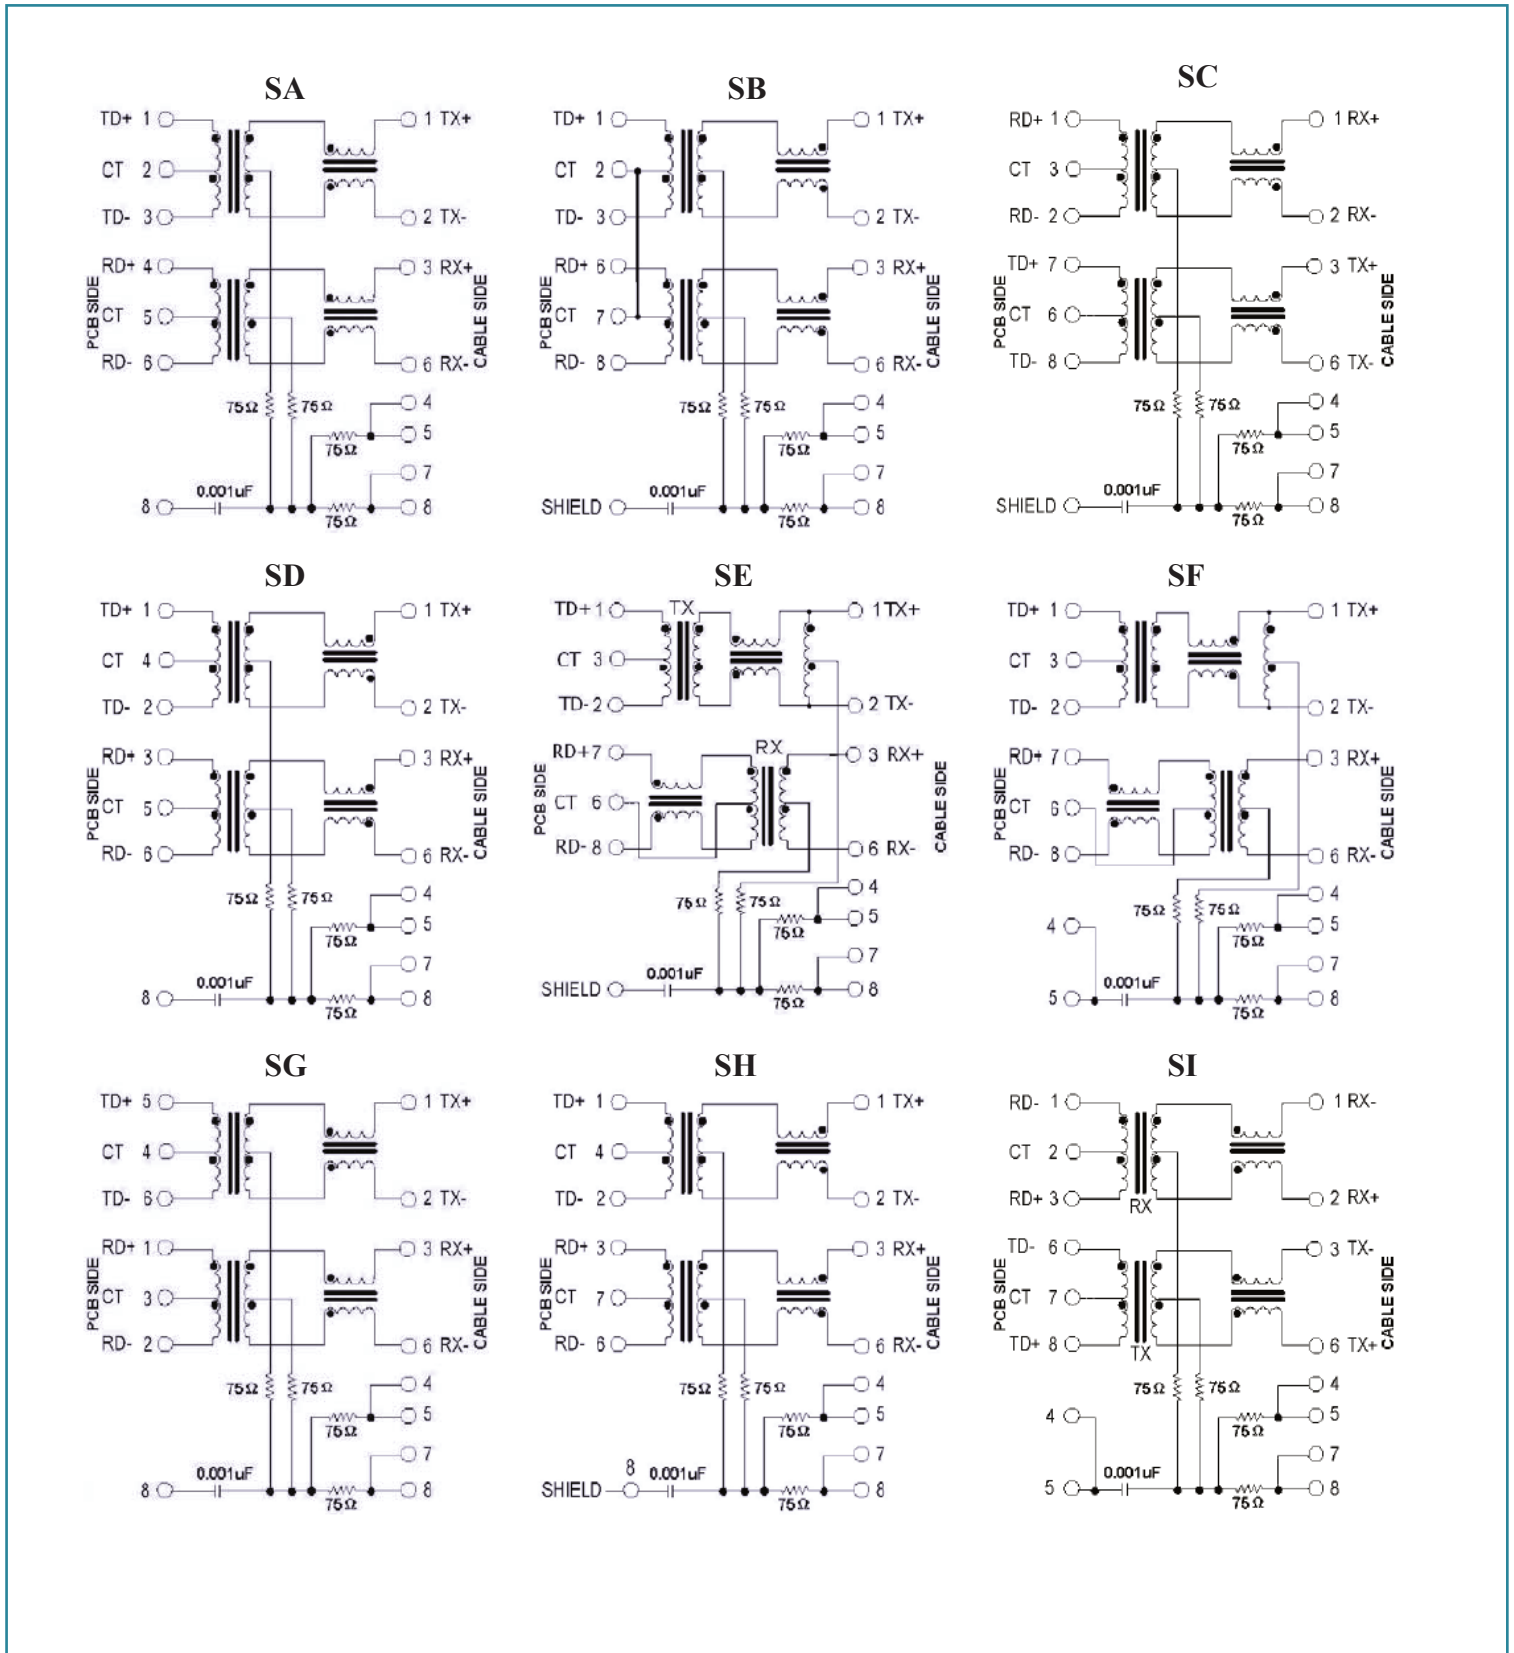 SA
TD+ 1
1 TX+
CT 2
TD- 3
2 TX-
RD+ 4
3 RX+
PCB SIDE
CT 5
CABLE SIDE
RD- 6
6 RX-
75Ω
75Ω
4
5
75Ω
7
0.001uF
8
8
75Ω
SB
TD+ 1
1 TX+
CT 2
TD- 3
2 TX-
RD+ 6
3 RX+
PCB SIDE
CT 7
CABLE SIDE
RD- 8
6 RX-
75Ω
75Ω
4
5
75Ω
7
0.001uF
SHIELD
8
75Ω
SC
RD+ 1
1 RX+
CT 3
RD- 2
2 RX-
TD+ 7
3 TX+
PCB SIDE
CT 6
CABLE SIDE
TD- 8
6 TX-
75Ω
75Ω
4
5
75Ω
7
0.001uF
SHIELD
8
75Ω
SD
TD+ 1
1 TX+
CT 4
TD- 2
2 TX-
RD+ 3
3 RX+
PCB SIDE
CT 5
CABLE SIDE
RD- 6
6 RX-
75Ω
75Ω
4
5
75Ω
7
0.001uF
8
8
75Ω
SE
TD+ 1
TX
1 TX+
CT 3
TD- 2
2 TX-
RD+ 7
RX
3 RX+
PCB SIDE
CT 6
CABLE SIDE
RD- 8
6 RX-
75Ω
75Ω
4
5
75Ω
7
0.001uF
SHIELD
8
75Ω
SF
TD+ 1
1 TX+
CT 3
TD- 2
2 TX-
RD+ 7
3 RX+
PCB SIDE
CT 6
CABLE SIDE
RD- 8
6 RX-
75Ω
75Ω
4
4
5
75Ω
7
0.001uF
5
8
75Ω
SG
TD+ 5
1 TX+
CT 4
TD- 6
2 TX-
RD+ 1
3 RX+
PCB SIDE
CT 3
CABLE SIDE
RD- 2
6 RX-
75Ω
75Ω
4
5
75Ω
7
0.001uF
8
8
75Ω
SH
TD+ 1
1 TX+
CT 4
TD- 2
2 TX-
RD+ 3
3 RX+
PCB SIDE
CT 7
CABLE SIDE
RD- 6
6 RX-
75Ω
75Ω
4
5
75Ω
7
8
0.001uF
SHIELD
8
75Ω
SI
RD- 1
1 RX-
CT 2
RD+ 3
2 RX+
RX
TD- 6
3 TX-
PCB SIDE
CT 7
CABLE SIDE
TD+ 8
6 TX+
TX
75Ω
75Ω
4
4
5
75Ω
7
0.001uF
5
8
75Ω